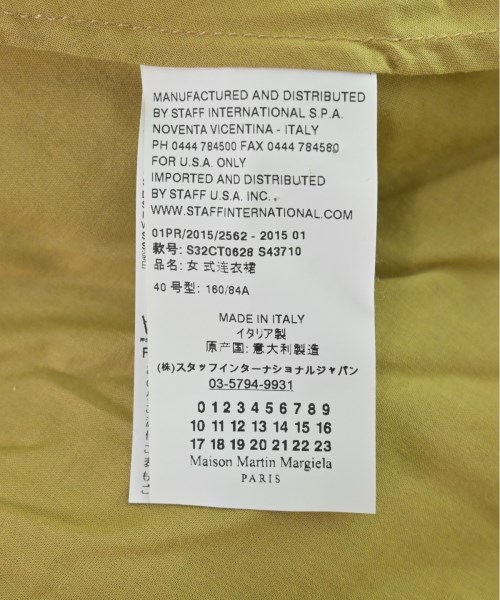 MANUFACTURED AND DISTRIBUTED
BY STAFF INTERNATIONAL S.P.A.
NOVENTA VICENTINA - ITALY
PH 0444 784500 FAX 0444 784580
FOR U.S.A. ONLY
IMPORTED AND DISTRIBUTED
BY STAFF U.S.A. INC.
WWW.STAFFINTERNATIONAL.COM
01PR/2015/2562 - 2015 01
款号: S32CT0628 S43710
品名: 女式连衣裙
40 号型: 160/84A
MADE IN ITALY
イタリア製
原产国: 意大利製造
(株)スタッフインターナショナルジャパン
03-5794-9931
0 1 2 3 4 5 6 7 8 9
10 11 12 13 14 15 16
17 18 19 20 21 22 23
Maison Martin Margiela
PARIS